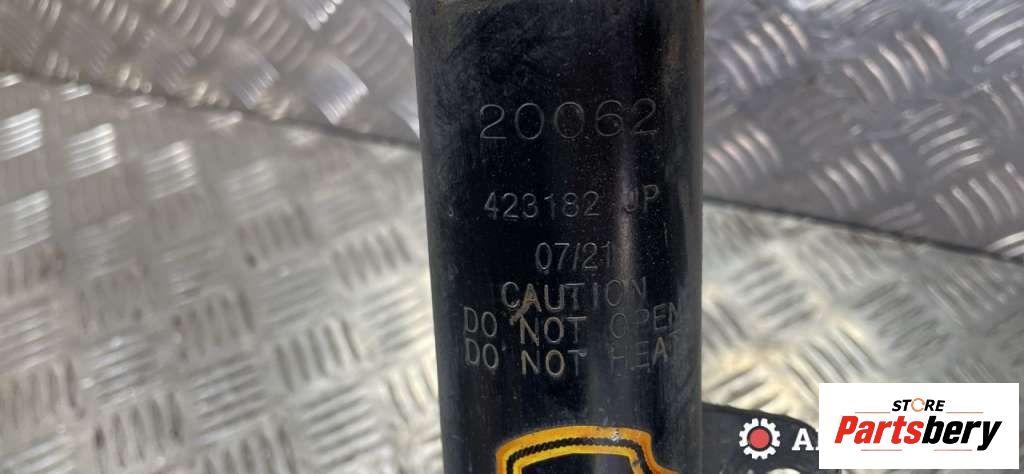 20062
423182 JP
07/21
CAUTION
DO NOT OPEN
DO NOT HEAT
STORE
Partsbery